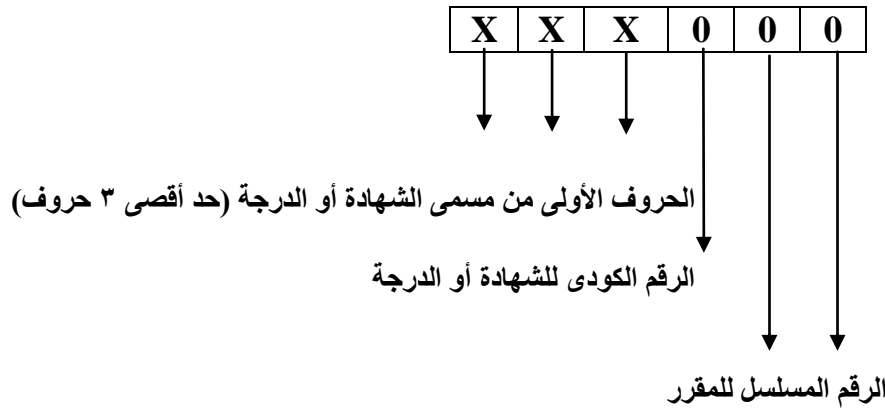 X X X 0 0 0
الحروف الأولى من مسمى الشهادة أو الدرجة (حد أقصى ٣ حروف)
الرقم الكودى للشهادة أو الدرجة
الرقم المسلسل للمقرر